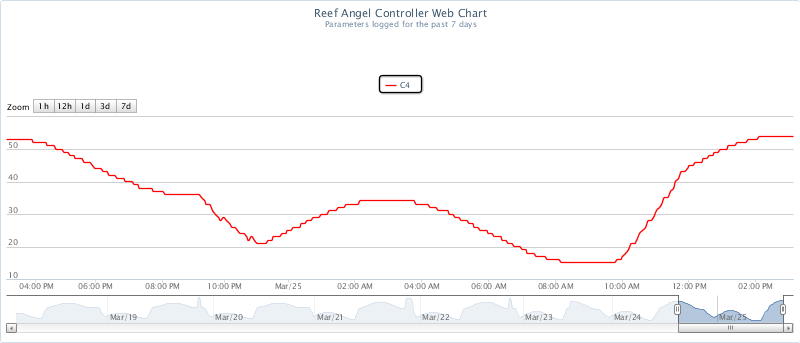 Reef Angel Controller Web Chart
Parameters logged for the past 7 days
C4
Zoom 1h 12h 1d 3d 7d
50
40
30
20
10
04:00 PM 06:00 PM 08:00 PM 10:00 PM Mar/25 02:00 AM 04:00 AM 06:00 AM 08:00 AM 10:00 AM 12:00 PM 02:00 PM
Mar/19 Mar/20 Mar/21 Mar/22 Mar/23 Mar/24 Mar/25